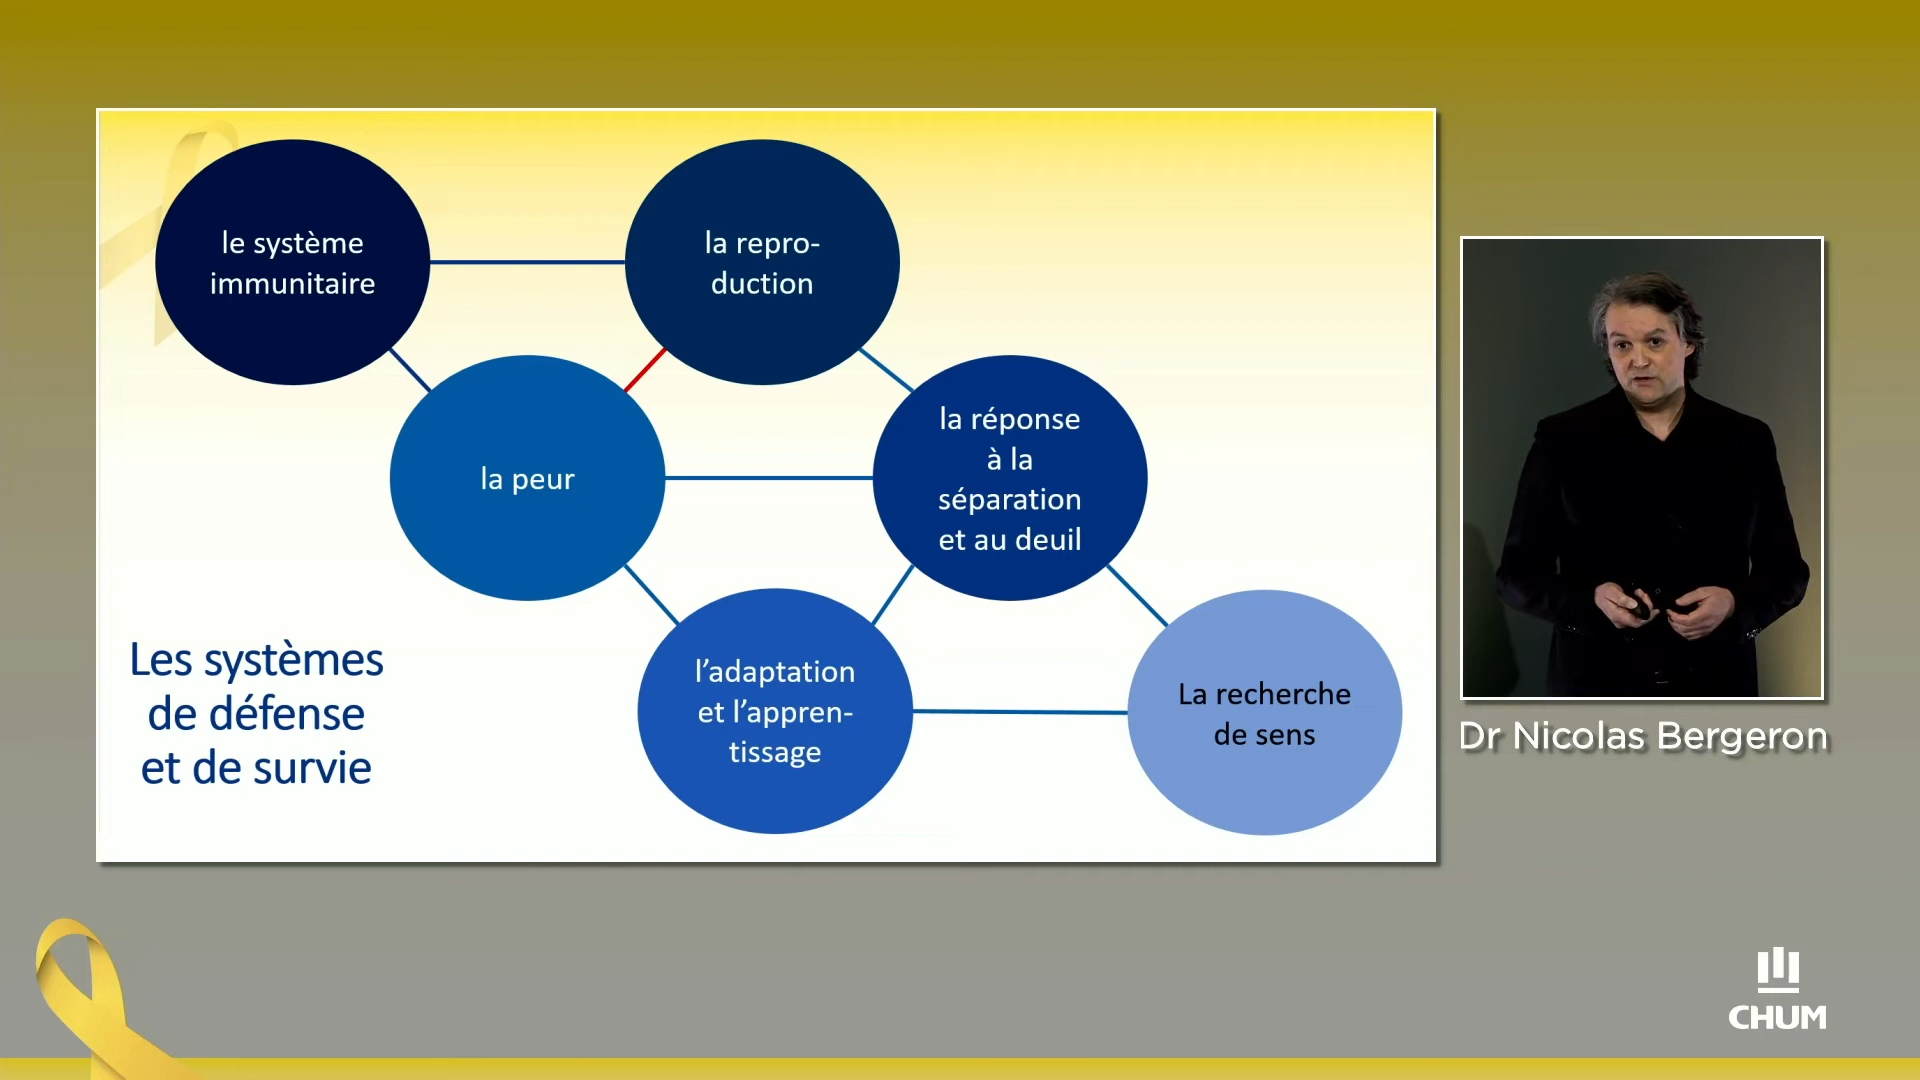 le système
immunitaire
la repro-
duction
la peur
la réponse
à la
séparation
et au deuil
l’adaptation
et l’appren-
tissage
La recherche
de sens
Les systèmes
de défense
et de survie
Dr Nicolas Bergeron
CHUM